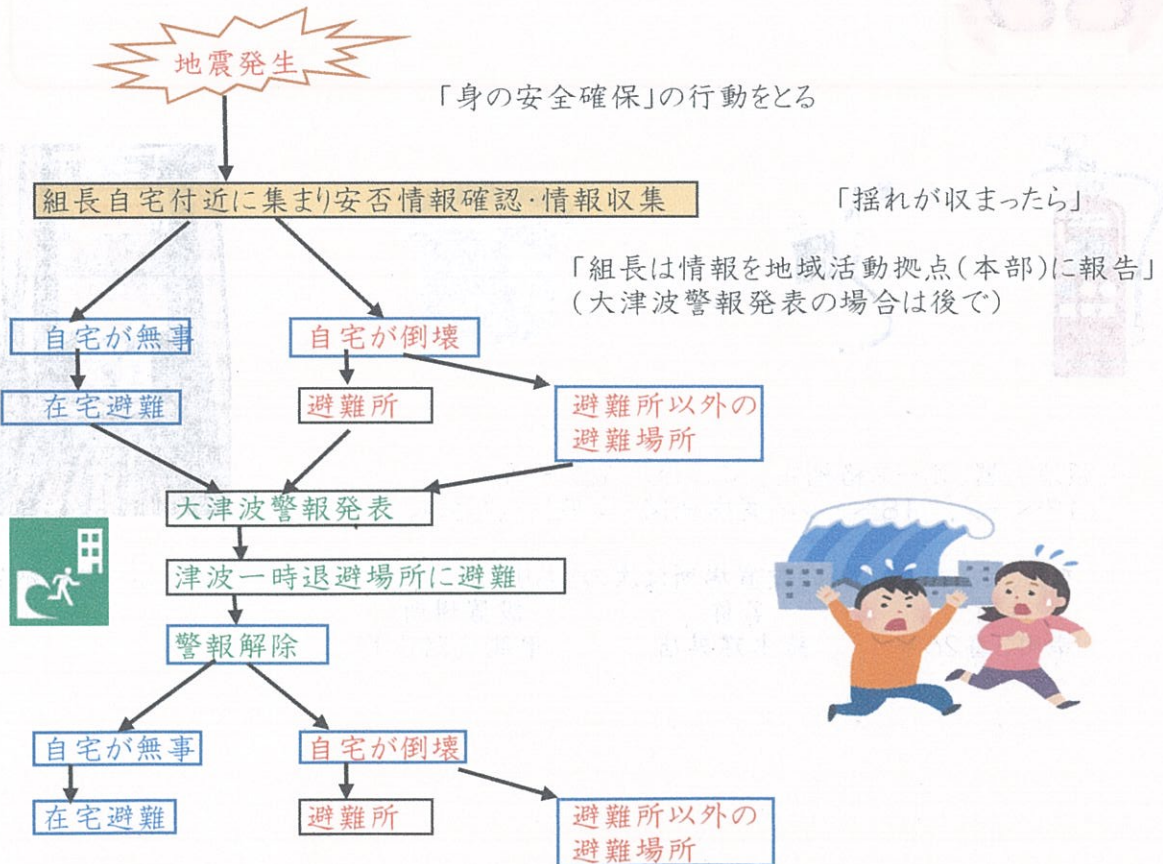 地震発生
「身の安全確保」の行動をとる
組長自宅付近に集まり安否情報確認・情報収集
「揺れが収まったら」
「組長は情報を地域活動拠点(本部)に報告」
(大津波警報発表の場合は後で)
自宅が無事
自宅が倒壊
在宅避難
避難所
避難所以外の
避難場所
大津波警報発表
津波一時退避場所に避難
警報解除
自宅が無事
自宅が倒壊
在宅避難
避難所
避難所以外の
避難場所